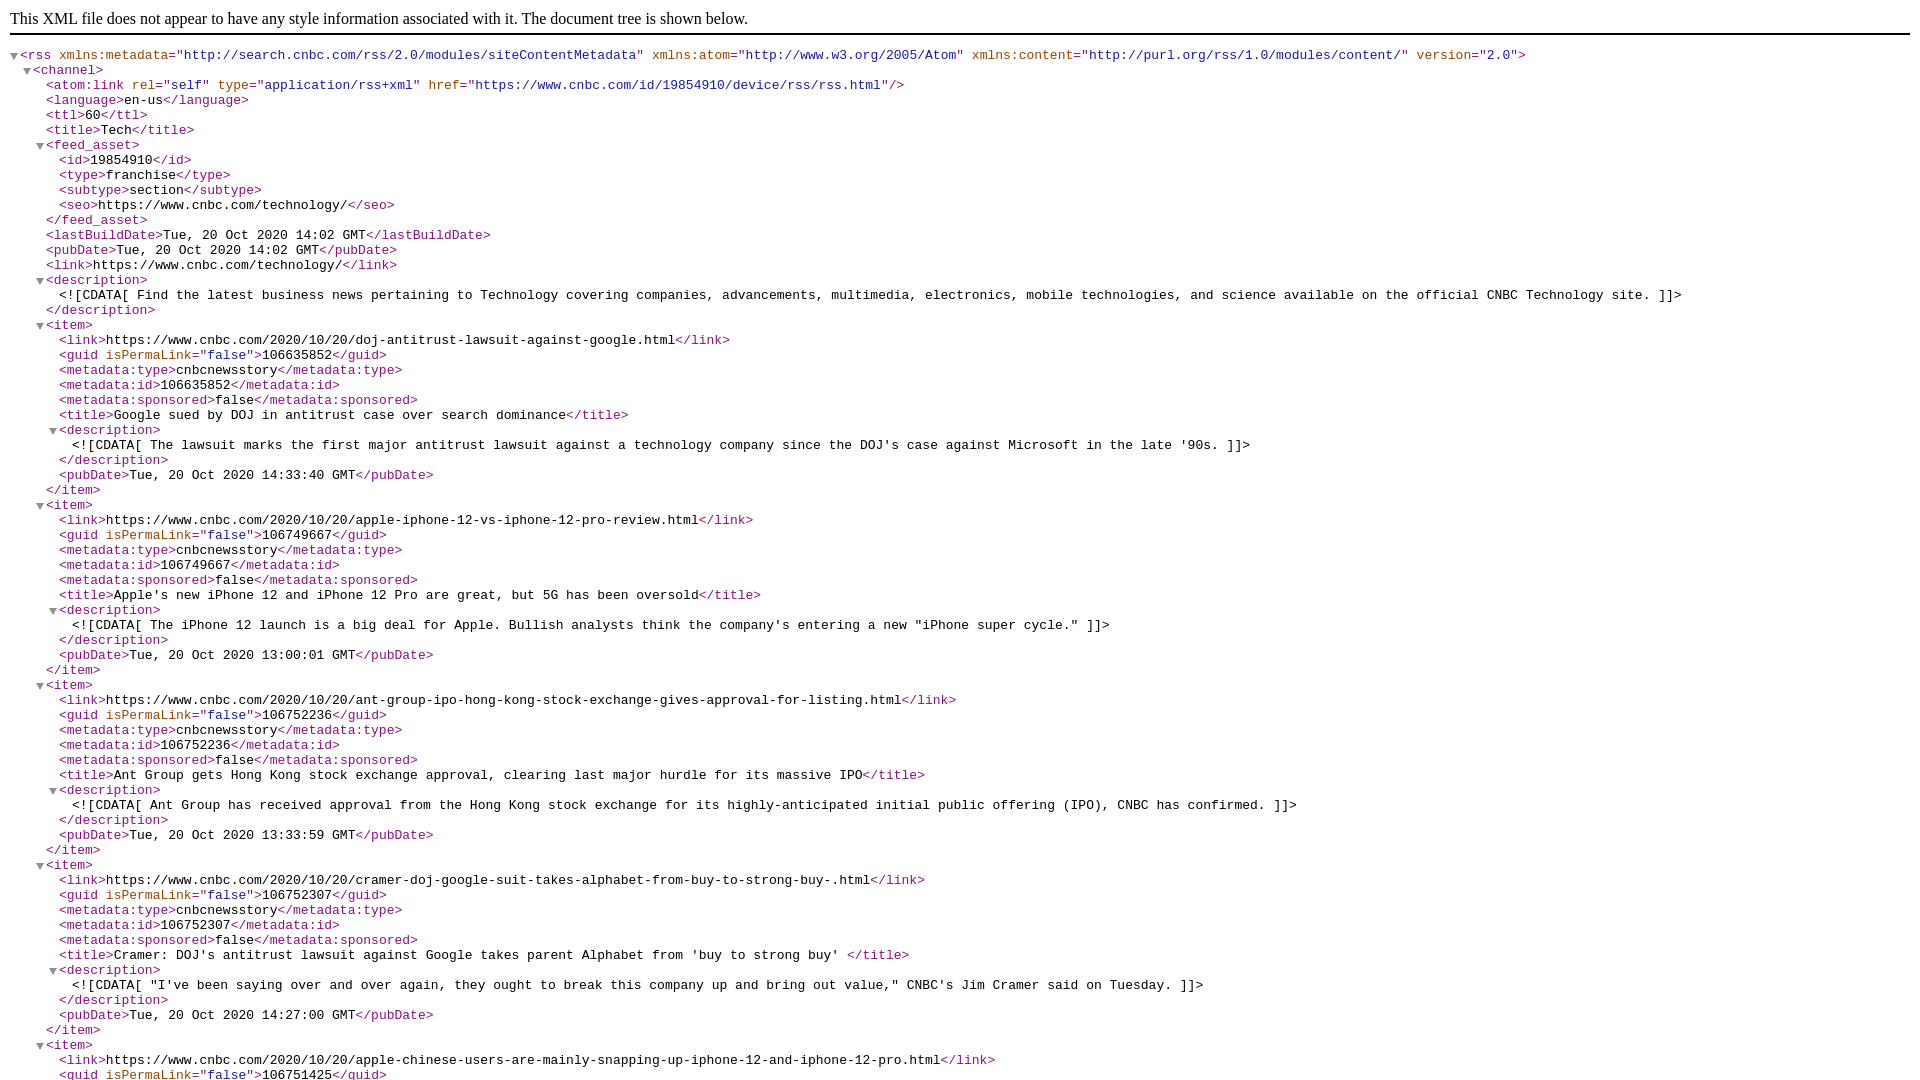 This XML file does not appear to have any style information associated with it. The document tree is shown below.
<rss xmlns:metadata="http://search.cnbc.com/rss/2.0/modules/siteContentMetadata" xmlns:atom="http://www.w3.org/2005/Atom" xmlns:content="http://purl.org/rss/1.0/modules/content/" version="2.0">
<channel>
<atom:link rel="self" type="application/rss+xml" href="https://www.cnbc.com/id/19854910/device/rss/rss.html"/>
<language>en-us</language>
<ttl>60</ttl>
<title>Tech</title>
<feed_asset>
<id>19854910</id>
<type>franchise</type>
<subtype>section</subtype>
<seo>https://www.cnbc.com/technology/</seo>
</feed_asset>
<lastBuildDate>Tue, 20 Oct 2020 14:02 GMT</lastBuildDate>
<pubDate>Tue, 20 Oct 2020 14:02 GMT</pubDate>
<link>https://www.cnbc.com/technology/</link>
<description>
<![CDATA[ Find the latest business news pertaining to Technology covering companies, advancements, multimedia, electronics, mobile technologies, and science available on the official CNBC Technology site. ]]>
</description>
<item>
<link>https://www.cnbc.com/2020/10/20/doj-antitrust-lawsuit-against-google.html</link>
<guid isPermaLink="false">106635852</guid>
<metadata:type>cnbcnewsstory</metadata:type>
<metadata:id>106635852</metadata:id>
<metadata:sponsored>false</metadata:sponsored>
<title>Google sued by DOJ in antitrust case over search dominance</title>
<description>
<![CDATA[ The lawsuit marks the first major antitrust lawsuit against a technology company since the DOJ's case against Microsoft in the late '90s. ]]>
</description>
<pubDate>Tue, 20 Oct 2020 14:33:40 GMT</pubDate>
</item>
<item>
<link>https://www.cnbc.com/2020/10/20/apple-iphone-12-vs-iphone-12-pro-review.html</link>
<guid isPermaLink="false">106749667</guid>
<metadata:type>cnbcnewsstory</metadata:type>
<metadata:id>106749667</metadata:id>
<metadata:sponsored>false</metadata:sponsored>
<title>Apple's new iPhone 12 and iPhone 12 Pro are great, but 5G has been oversold</title>
<description>
<![CDATA[ The iPhone 12 launch is a big deal for Apple. Bullish analysts think the company's entering a new "iPhone super cycle." ]]>
</description>
<pubDate>Tue, 20 Oct 2020 13:00:01 GMT</pubDate>
</item>
<item>
<link>https://www.cnbc.com/2020/10/20/ant-group-ipo-hong-kong-stock-exchange-gives-approval-for-listing.html</link>
<guid isPermaLink="false">106752236</guid>
<metadata:type>cnbcnewsstory</metadata:type>
<metadata:id>106752236</metadata:id>
<metadata:sponsored>false</metadata:sponsored>
<title>Ant Group gets Hong Kong stock exchange approval, clearing last major hurdle for its massive IPO</title>
<description>
<![CDATA[ Ant Group has received approval from the Hong Kong stock exchange for its highly-anticipated initial public offering (IPO), CNBC has confirmed. ]]>
</description>
<pubDate>Tue, 20 Oct 2020 13:33:59 GMT</pubDate>
</item>
<item>
<link>https://www.cnbc.com/2020/10/20/cramer-doj-google-suit-takes-alphabet-from-buy-to-strong-buy-.html</link>
<guid isPermaLink="false">106752307</guid>
<metadata:type>cnbcnewsstory</metadata:type>
<metadata:id>106752307</metadata:id>
<metadata:sponsored>false</metadata:sponsored>
<title>Cramer: DOJ's antitrust lawsuit against Google takes parent Alphabet from 'buy to strong buy' </title>
<description>
<![CDATA[ "I've been saying over and over again, they ought to break this company up and bring out value," CNBC's Jim Cramer said on Tuesday. ]]>
</description>
<pubDate>Tue, 20 Oct 2020 14:27:00 GMT</pubDate>
</item>
<item>
<link>https://www.cnbc.com/2020/10/20/apple-chinese-users-are-mainly-snapping-up-iphone-12-and-iphone-12-pro.html</link>
<guid isPermaLink="false">106751425</guid>